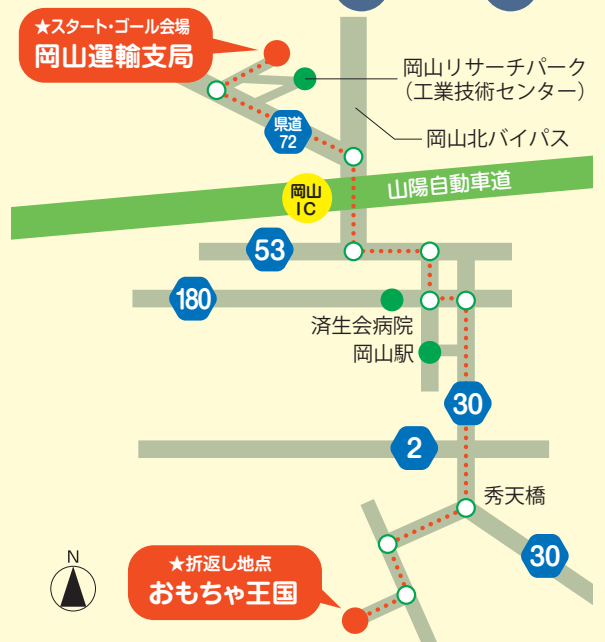 ★スタート・ゴール会場
岡山運輸支局
岡山リサーチパーク
（工業技術センター）
岡山北バイパス
県道
72
山陽自動車道
岡山
IC
53
180
済生会病院
岡山駅
30
2
秀天橋
30
N
★折返し地点
おもちゃ王国